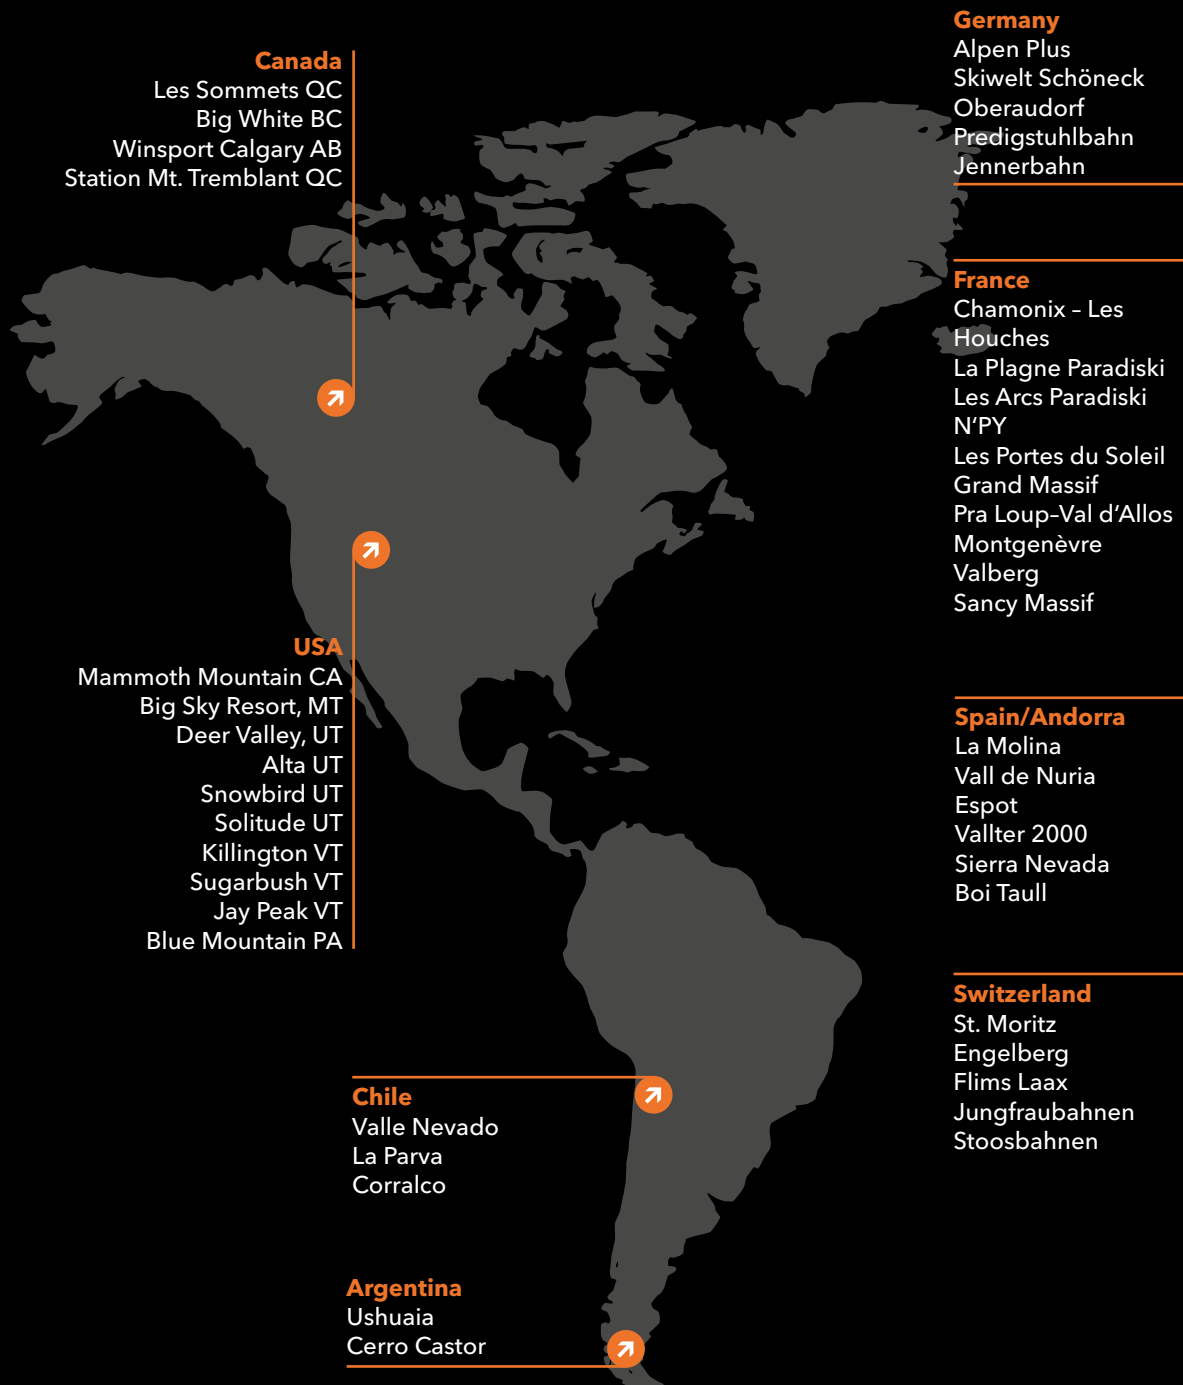 Canada
Les Sommets QC
Big White BC
Winsport Calgary AB
Station Mt. Tremblant QC
USA
Mammoth Mountain CA
Big Sky Resort, MT
Deer Valley, UT
Alta UT
Snowbird UT
Solitude UT
Killington VT
Sugarbush VT
Jay Peak VT
Blue Mountain PA
Chile
Valle Nevado
La Parva
Corralco
Argentina
Ushuaia
Cerro Castor
Germany
Alpen Plus
Skiwelt Schöneck
Oberaudorf
Predigstuhlbahn
Jennerbahn
France
Chamonix – Les
Houches
La Plagne Paradiski
Les Arcs Paradiski
N‘PY
Les Portes du Soleil
Grand Massif
Pra Loup–Val d‘Allos
Montgenèvre
Valberg
Sancy Massif
Spain/Andorra
La Molina
Vall de Nuria
Espot
Vallter 2000
Sierra Nevada
Boi Taull
Switzerland
St. Moritz
Engelberg
Flims Laax
Jungfraubahnen
Stoosbahnen